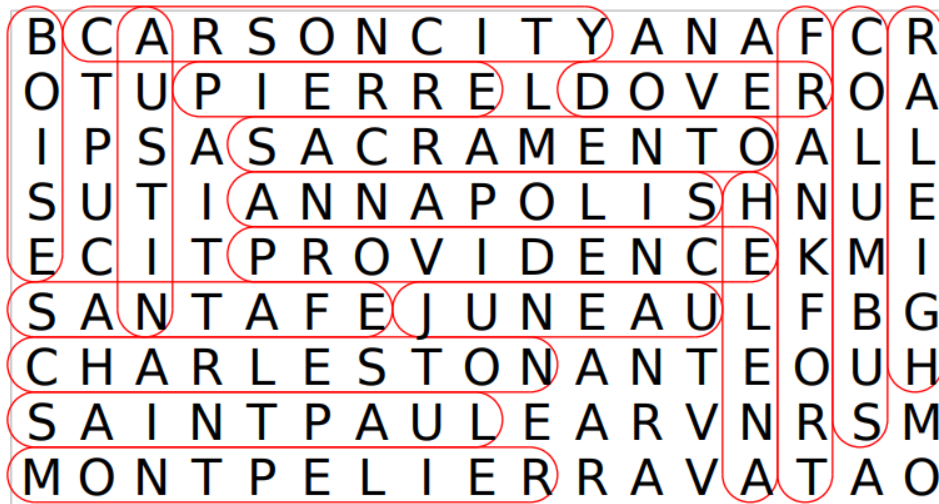 BCARSONCITYANAFCR
OTUPIERRELDOVEROA
IPSASACRAMENTOALL
SUTIANNAPOLISHNUE
ECITPROVIDENCEKMI
SANTAFEJUNEAULFBG
CHARLESTONANTEOUH
SAINTPAULEARVNRSM
MONTPELIERRAVATAO